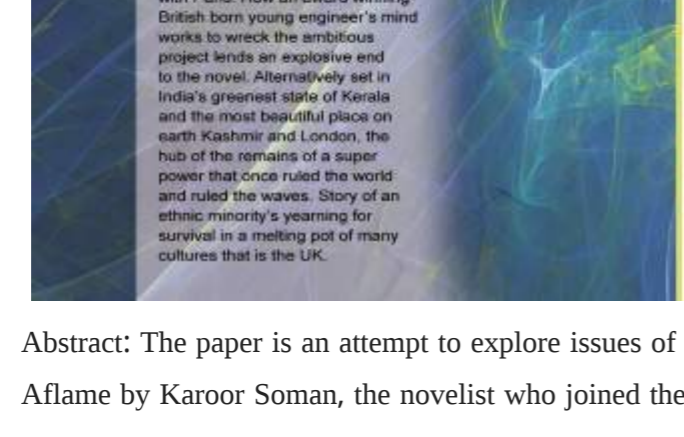 British born young engineer's mind
works to wreck the ambitious
project lends an explosive end
to the novel. Alternatively set in
India's greenest state of Kerala
and the most beautiful place on
earth Kashmir and London, the
hub of the remains of a super
power that once ruled the world
and ruled the waves. Story of an
ethnic minority's yearning for
survival in a melting pot of many
cultures that is the UK.
Abstract: The paper is an attempt to explore issues of
Aflame by Karoor Soman, the novelist who joined the